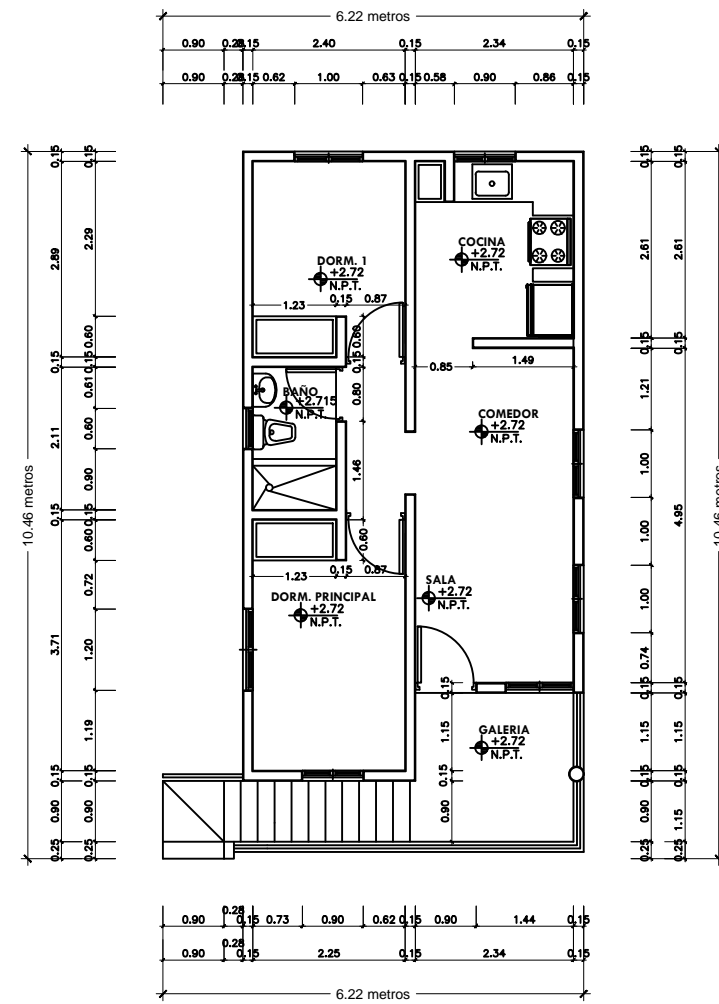 6.22 metros
0.90 0.28 0.15 2.40 0.15 2.34 0.15
0.90 0.28 0.15 0.62 1.00 0.63 0.15 0.58 0.90 0.86 0.15
10.46 metros
0.15 2.89 0.15 2.11 0.15 3.71 0.15 0.90 0.25
0.15 2.29 0.60 0.15 0.61 0.60 0.90 0.15 0.60 0.72 1.20 1.19 0.15 0.90 0.25
DORM. 1
+2.72
N.P.T.
COCINA
+2.72
N.P.T.
1.23 0.15 0.87
0.60
0.15
0.80
1.46
0.60
0.85 1.49
BAÑO
+2.715
N.P.T.
COMEDOR
+2.72
N.P.T.
1.23 0.15 0.87
DORM. PRINCIPAL
+2.72
N.P.T.
SALA
+2.72
N.P.T.
GALERIA
+2.72
N.P.T.
0.15
1.15
0.15
0.90
0.15 2.61 0.15 1.21 1.00 1.00 1.00 0.74 0.15 1.15 0.15 0.90 0.25
0.15 2.61 0.15 4.95 0.15 1.15 0.15 1.15 0.25
10.46 metros
0.90 0.28 0.15 0.73 0.90 0.62 0.15 0.90 1.44 0.15
0.90 0.28 0.15 2.25 0.15 2.34 0.15
6.22 metros